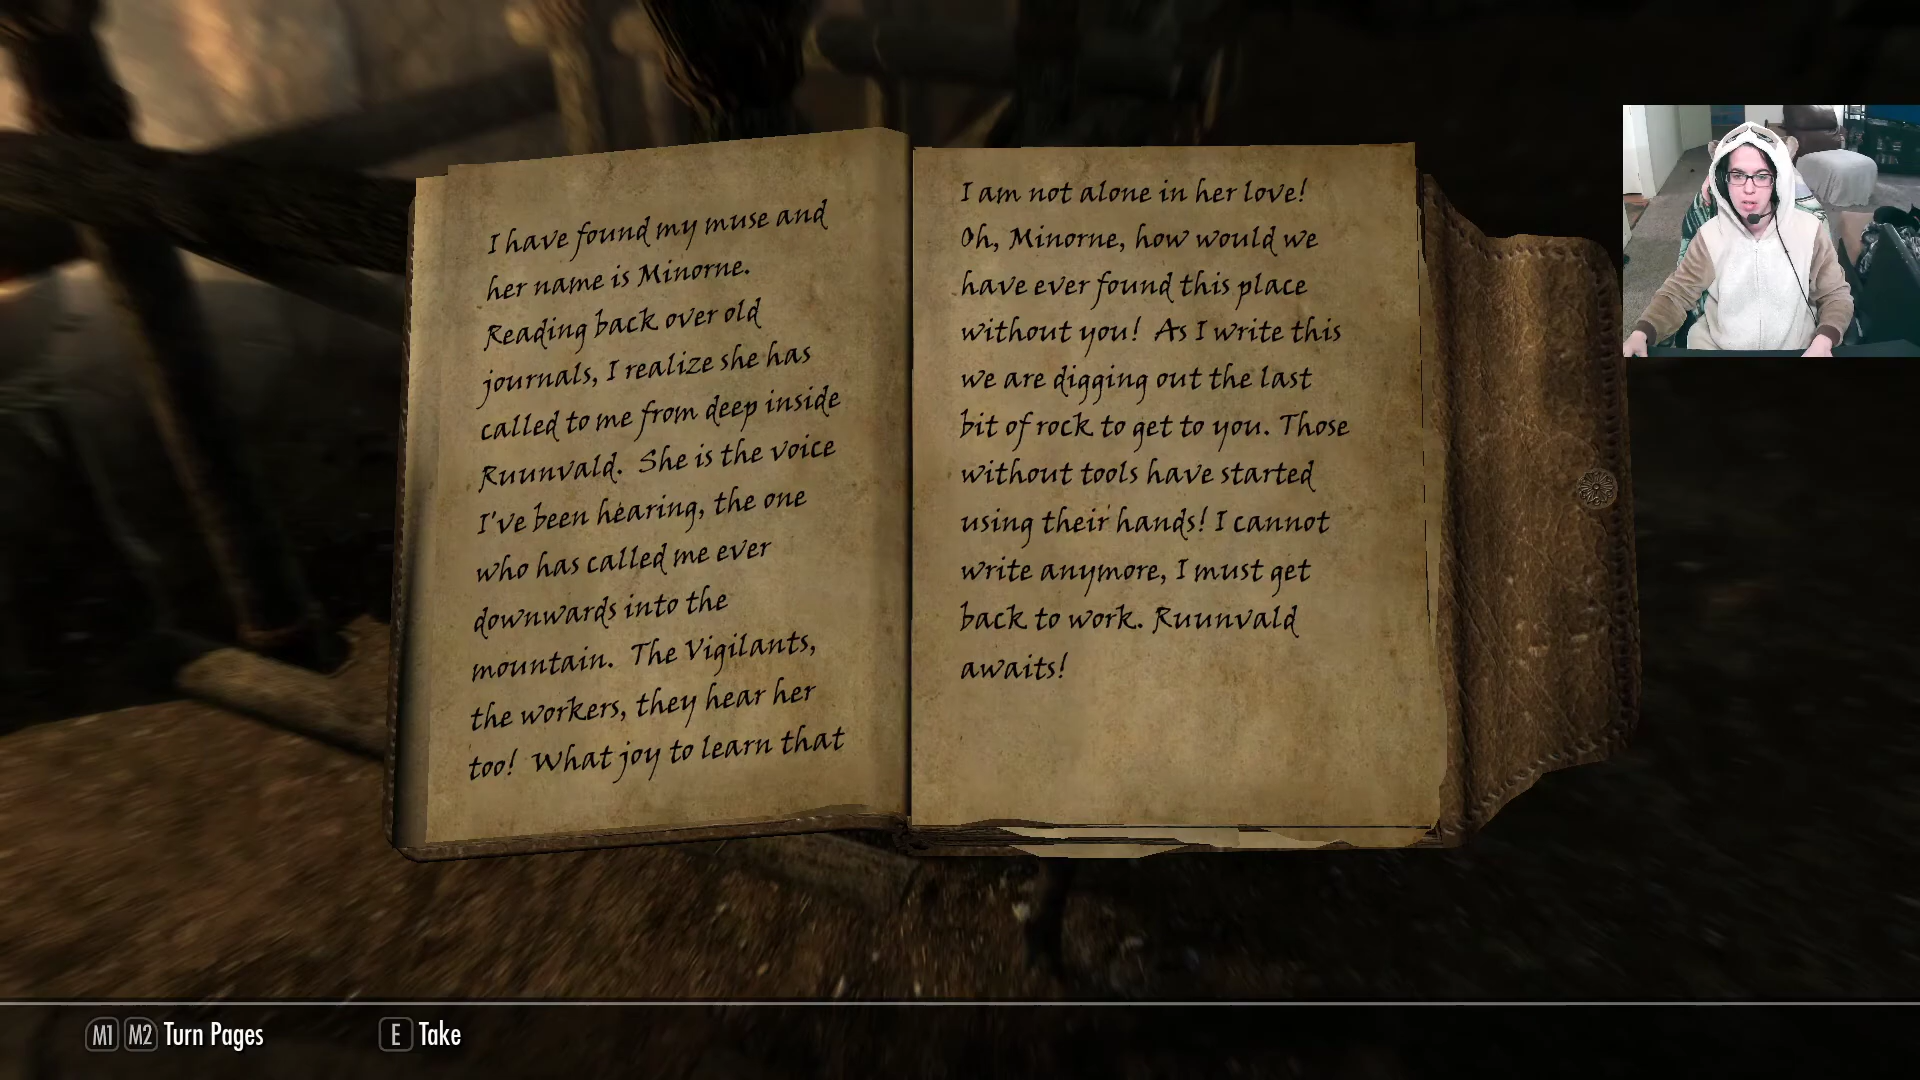 I have found my muse and
her name is Minorne.
Reading back over old
journals, I realize she has
called to me from deep inside
Ruunvald.  She is the voice
I've been hearing, the one
who has called me ever
downwards into the
mountain.  The Vigilants,
the workers, they hear her
too!  What joy to learn that
I am not alone in her love!
Oh, Minorne, how would we
have ever found this place
without you!  As I write this
we are digging out the last
bit of rock to get to you. Those
without tools have started
using their hands! I cannot
write anymore, I must get
back to work. Ruunvald
awaits!
M1 M2 Turn Pages
E Take